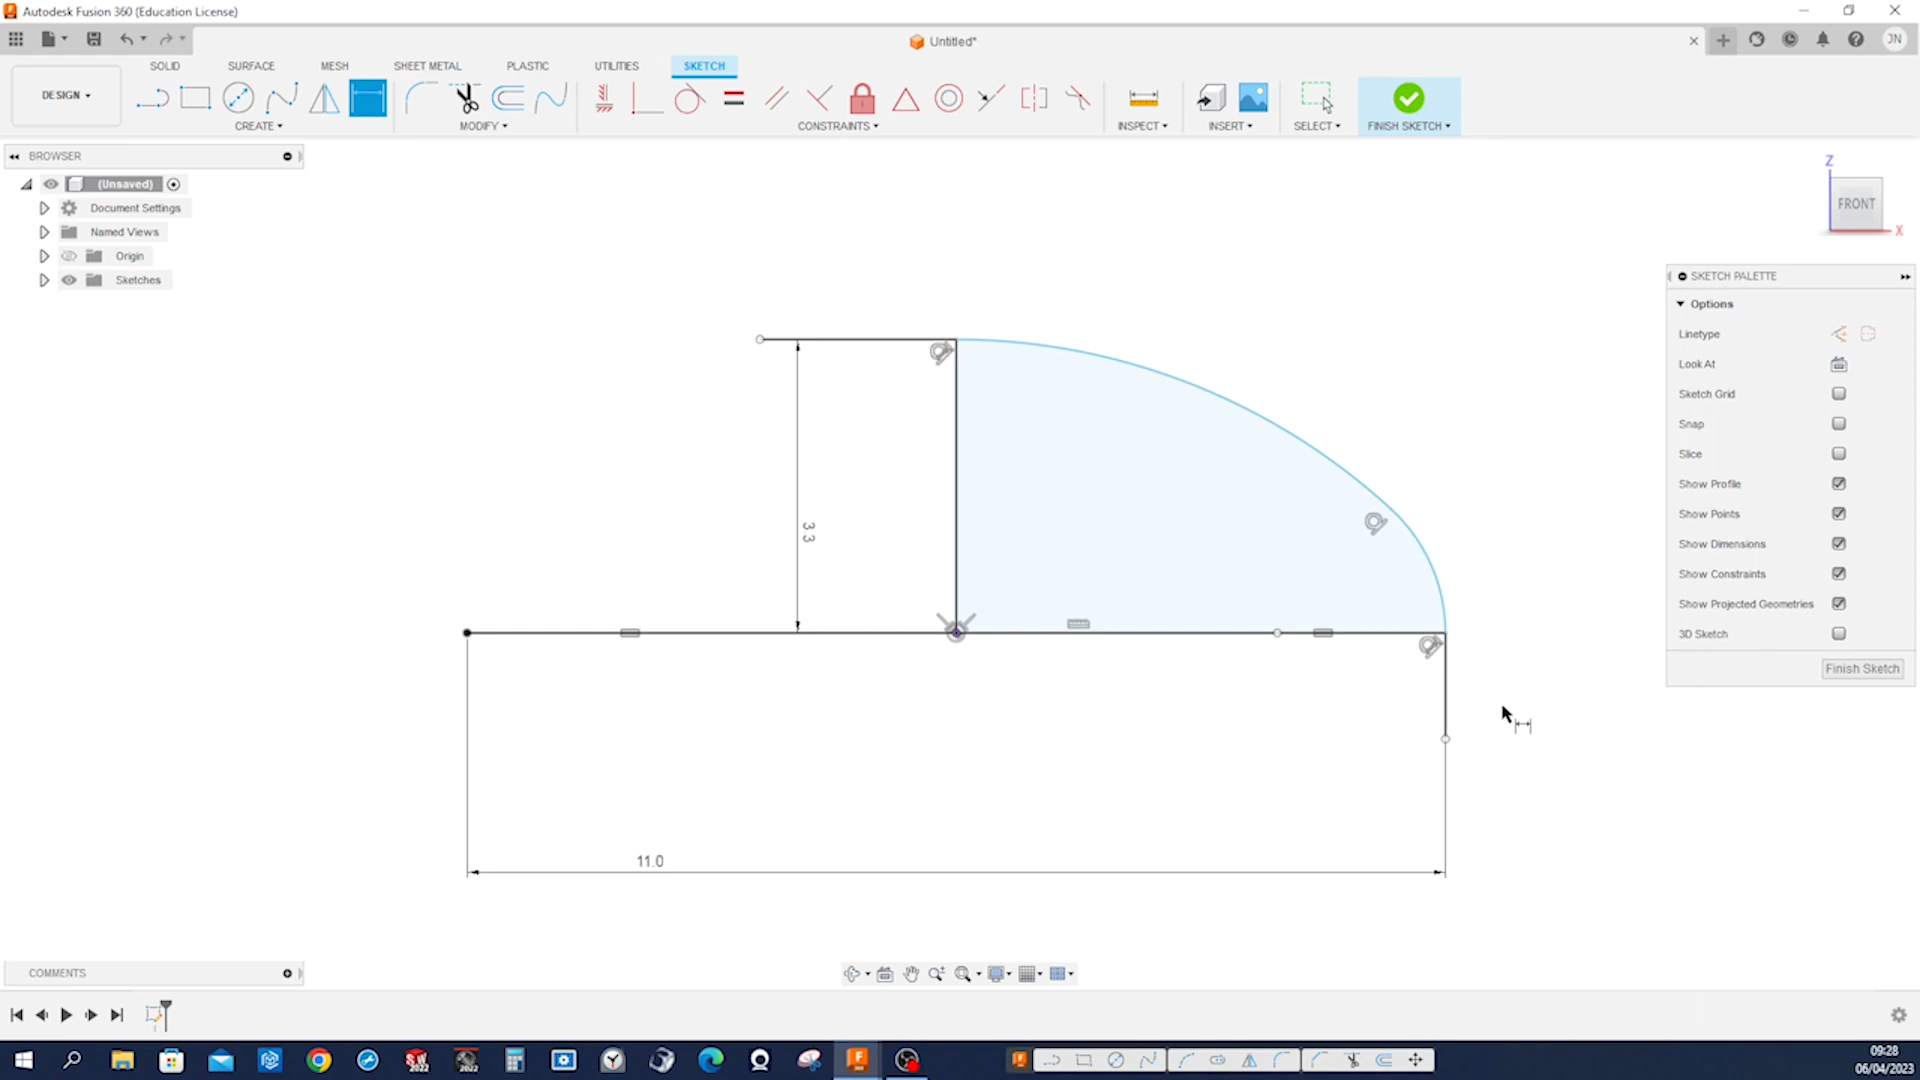 Autodesk Fusion 360 (Education License)
Untitled*
JN
SOLID SURFACE MESH SHEET METAL PLASTIC UTILITIES SKETCH
DESIGN
CREATE MODIFY CONSTRAINTS INSPECT INSERT SELECT FINISH SKETCH
BROWSER
(Unsaved)
Document Settings
Named Views
Origin
Sketches
Z
FRONT
X
SKETCH PALETTE
Options
Linetype
Look At
Sketch Grid
Snap
Slice
Show Profile
Show Points
Show Dimensions
Show Constraints
Show Projected Geometries
3D Sketch
Finish Sketch
3.3
11.0
COMMENTS
09:28
06/04/2023